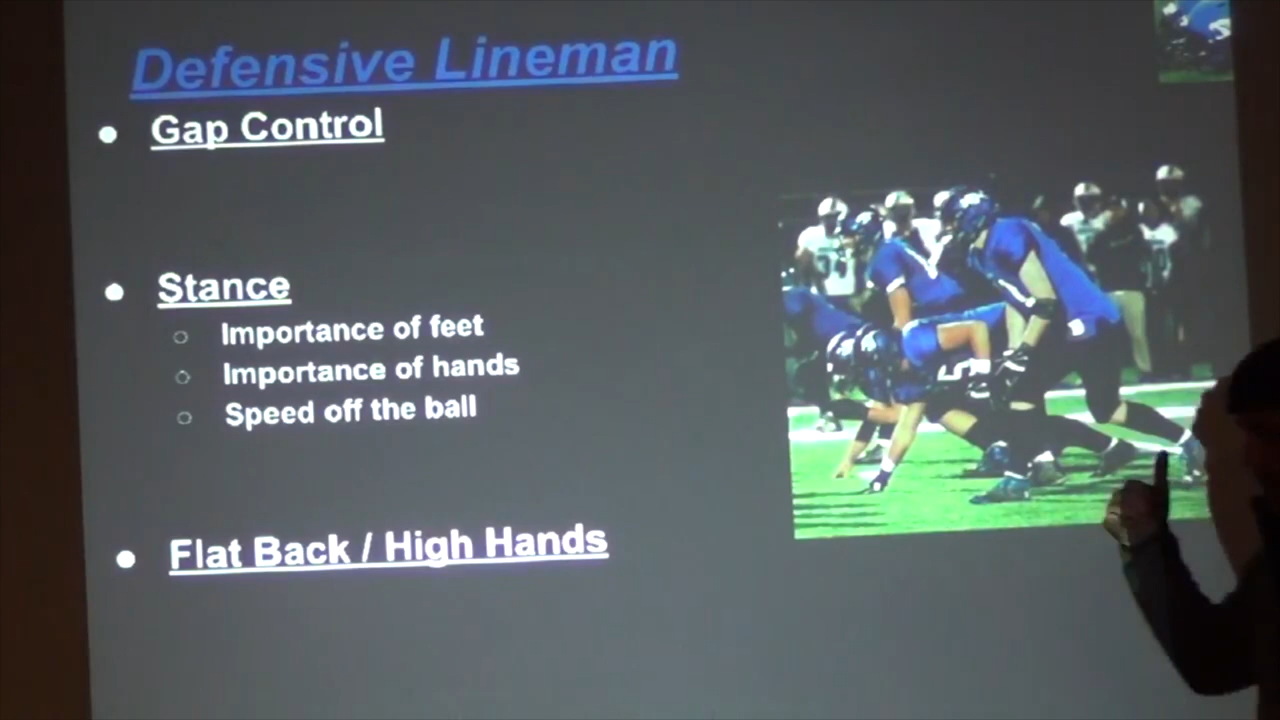 Defensive Lineman
Gap Control
Stance
Importance of feet
Importance of hands
Speed off the ball
Flat Back / High Hands